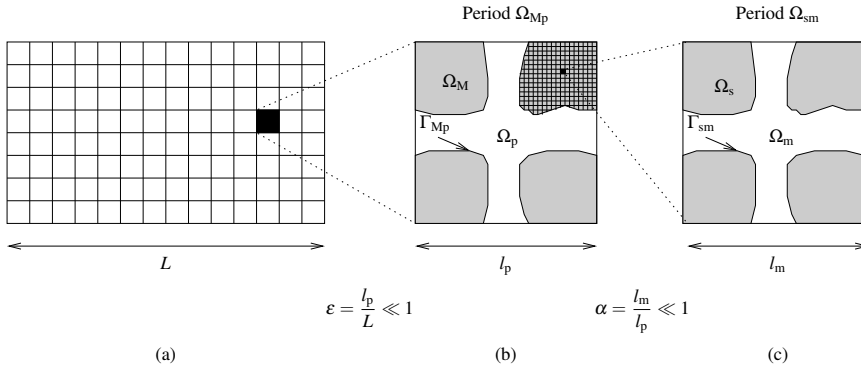 Period Ω_Mp
Period Ω_sm
Ω_M
Ω_s
Γ_Mp
Ω_p
Γ_sm
Ω_m
L
l_p
l_m
ε = l_p/L ≪ 1
α = l_m/l_p ≪ 1
(a)
(b)
(c)